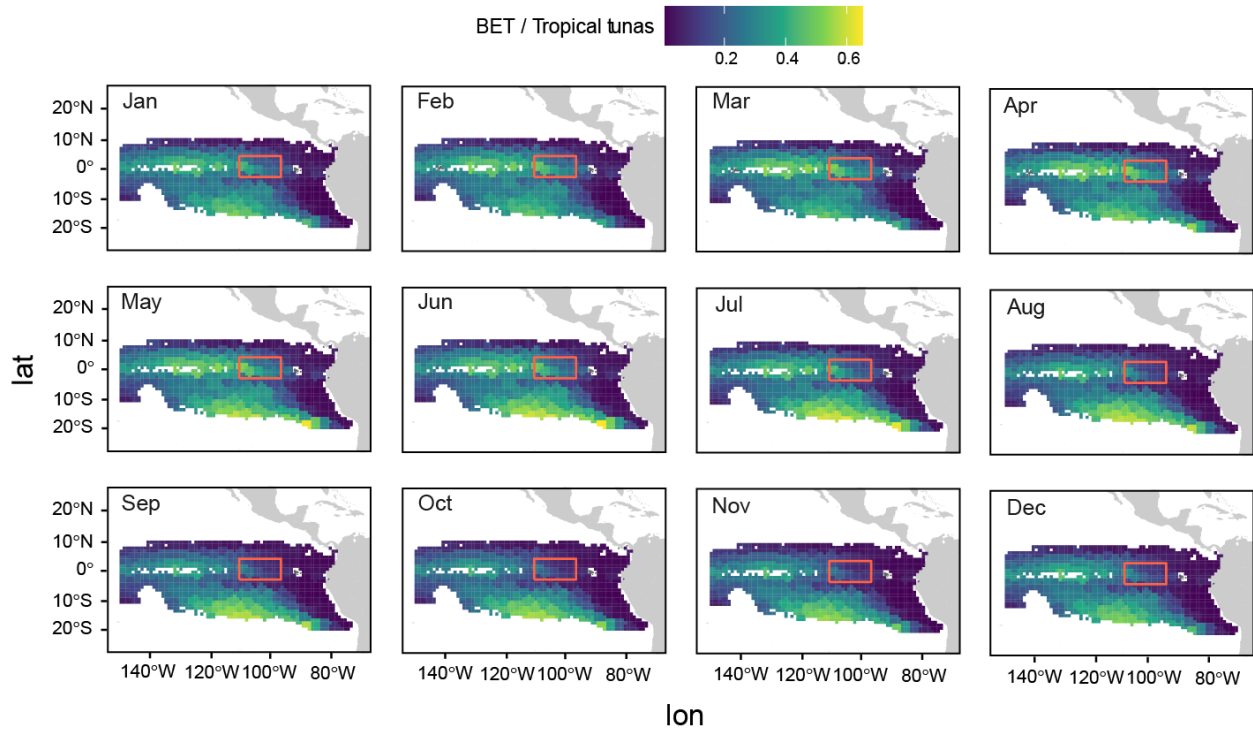 BET / Tropical tunas
0.2 0.4 0.6
Jan Feb Mar Apr
20°N
10°N
0°
10°S
20°S
May Jun Jul Aug
20°N
10°N
0°
10°S
20°S
lat
Sep Oct Nov Dec
20°N
10°N
0°
10°S
20°S
140°W 120°W 100°W 80°W 140°W 120°W 100°W 80°W 140°W 120°W 100°W 80°W 140°W 120°W 100°W 80°W
lon